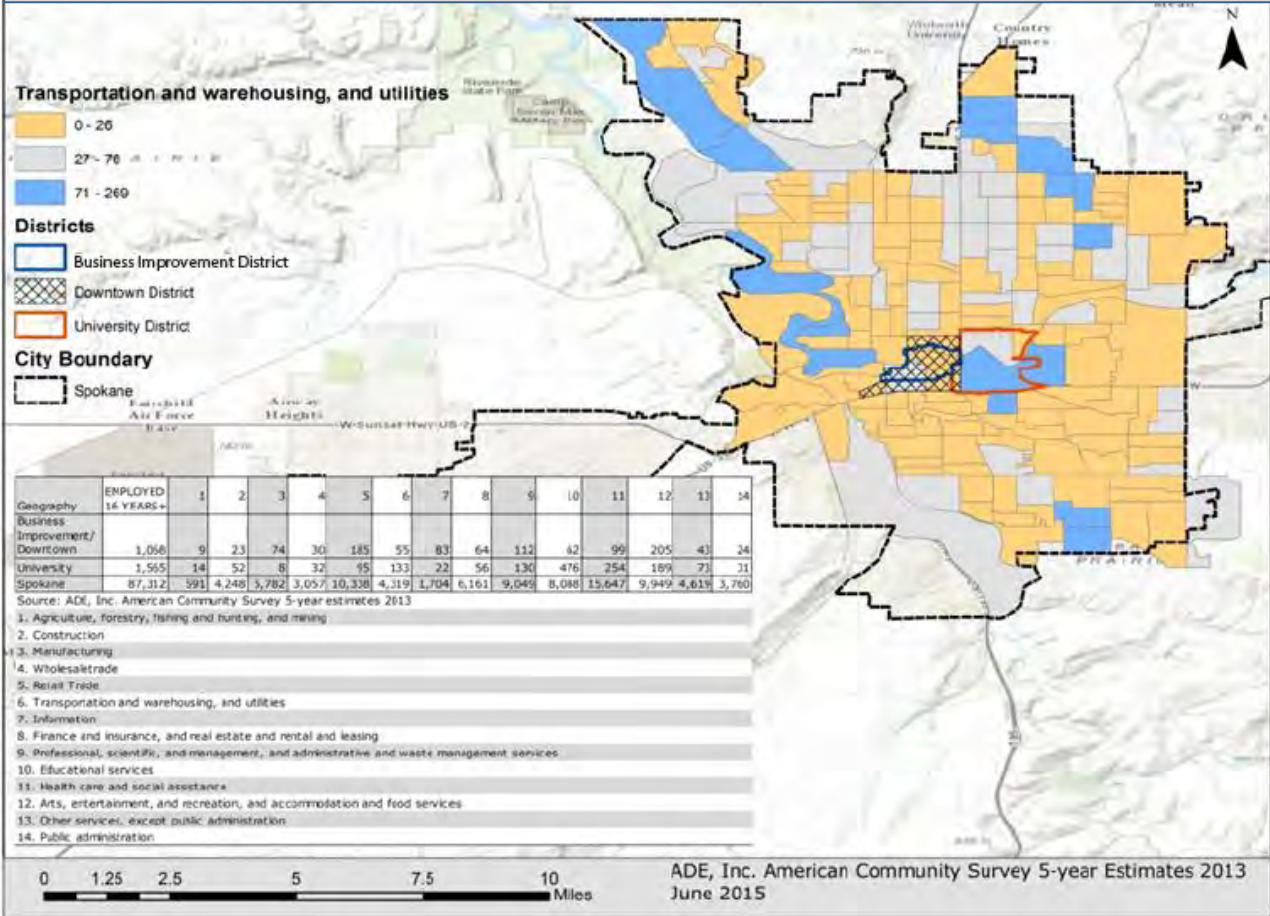 Mead
N
Whitworth
University
Country
Homes
Transportation and warehousing, and utilities
0 - 26
27 - 76
71 - 269
Riverside
State Park
Camp
Districts
Business Improvement District
Downtown District
University District
City Boundary
Spokane
Fairchild
Air Force
Base
Airway
Heights
W-Sunset Hwy-US-2
W
Geography EMPLOYED 16 YEARS+ 1 2 3 4 5 6 7 8 9 10 11 12 13 14
Business
Improvement/
Downtown 1,068 9 23 74 30 185 55 83 64 112 62 99 205 43 24
University 1,565 14 52 8 32 95 133 22 56 130 476 254 189 73 31
Spokane 87,312 591 4,248 5,782 3,057 10,338 4,319 1,704 6,161 9,049 8,088 15,647 9,949 4,619 3,760
Source: ADE, Inc. American Community Survey 5-year estimates 2013
1. Agriculture, forestry, fishing and hunting, and mining
2. Construction
3. Manufacturing
4. Wholesaletrade
5. Retail Trade
6. Transportation and warehousing, and utilities
7. Information
8. Finance and insurance, and real estate and rental and leasing
9. Professional, scientific, and management, and administrative and waste management services
10. Educational services
11. Health care and social assistance
12. Arts, entertainment, and recreation, and accommodation and food services
13. Other services, except public administration
14. Public administration
PRAIRIE
0 1.25 2.5 5 7.5 10
Miles
ADE, Inc. American Community Survey 5-year Estimates 2013
June 2015